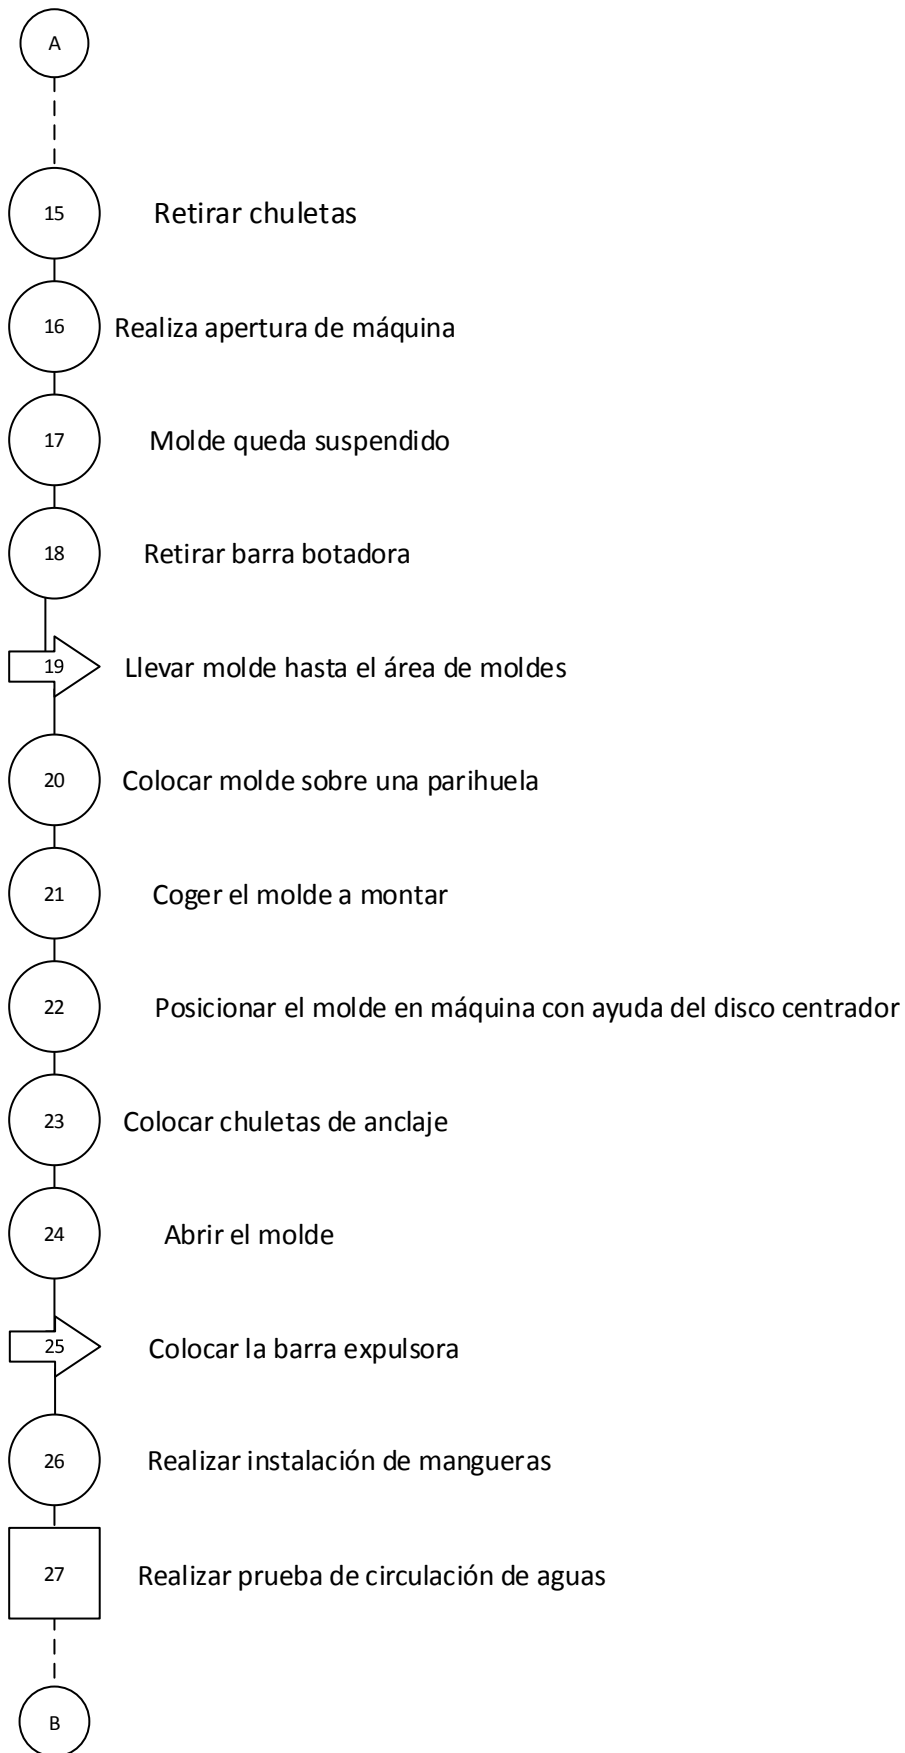 A
15 Retirar chuletas
16 Realiza apertura de máquina
17 Molde queda suspendido
18 Retirar barra botadora
19 Llevar molde hasta el área de moldes
20 Colocar molde sobre una parihuela
21 Coger el molde a montar
22 Posicionar el molde en máquina con ayuda del disco centrador
23 Colocar chuletas de anclaje
24 Abrir el molde
25 Colocar la barra expulsora
26 Realizar instalación de mangueras
27 Realizar prueba de circulación de aguas
B